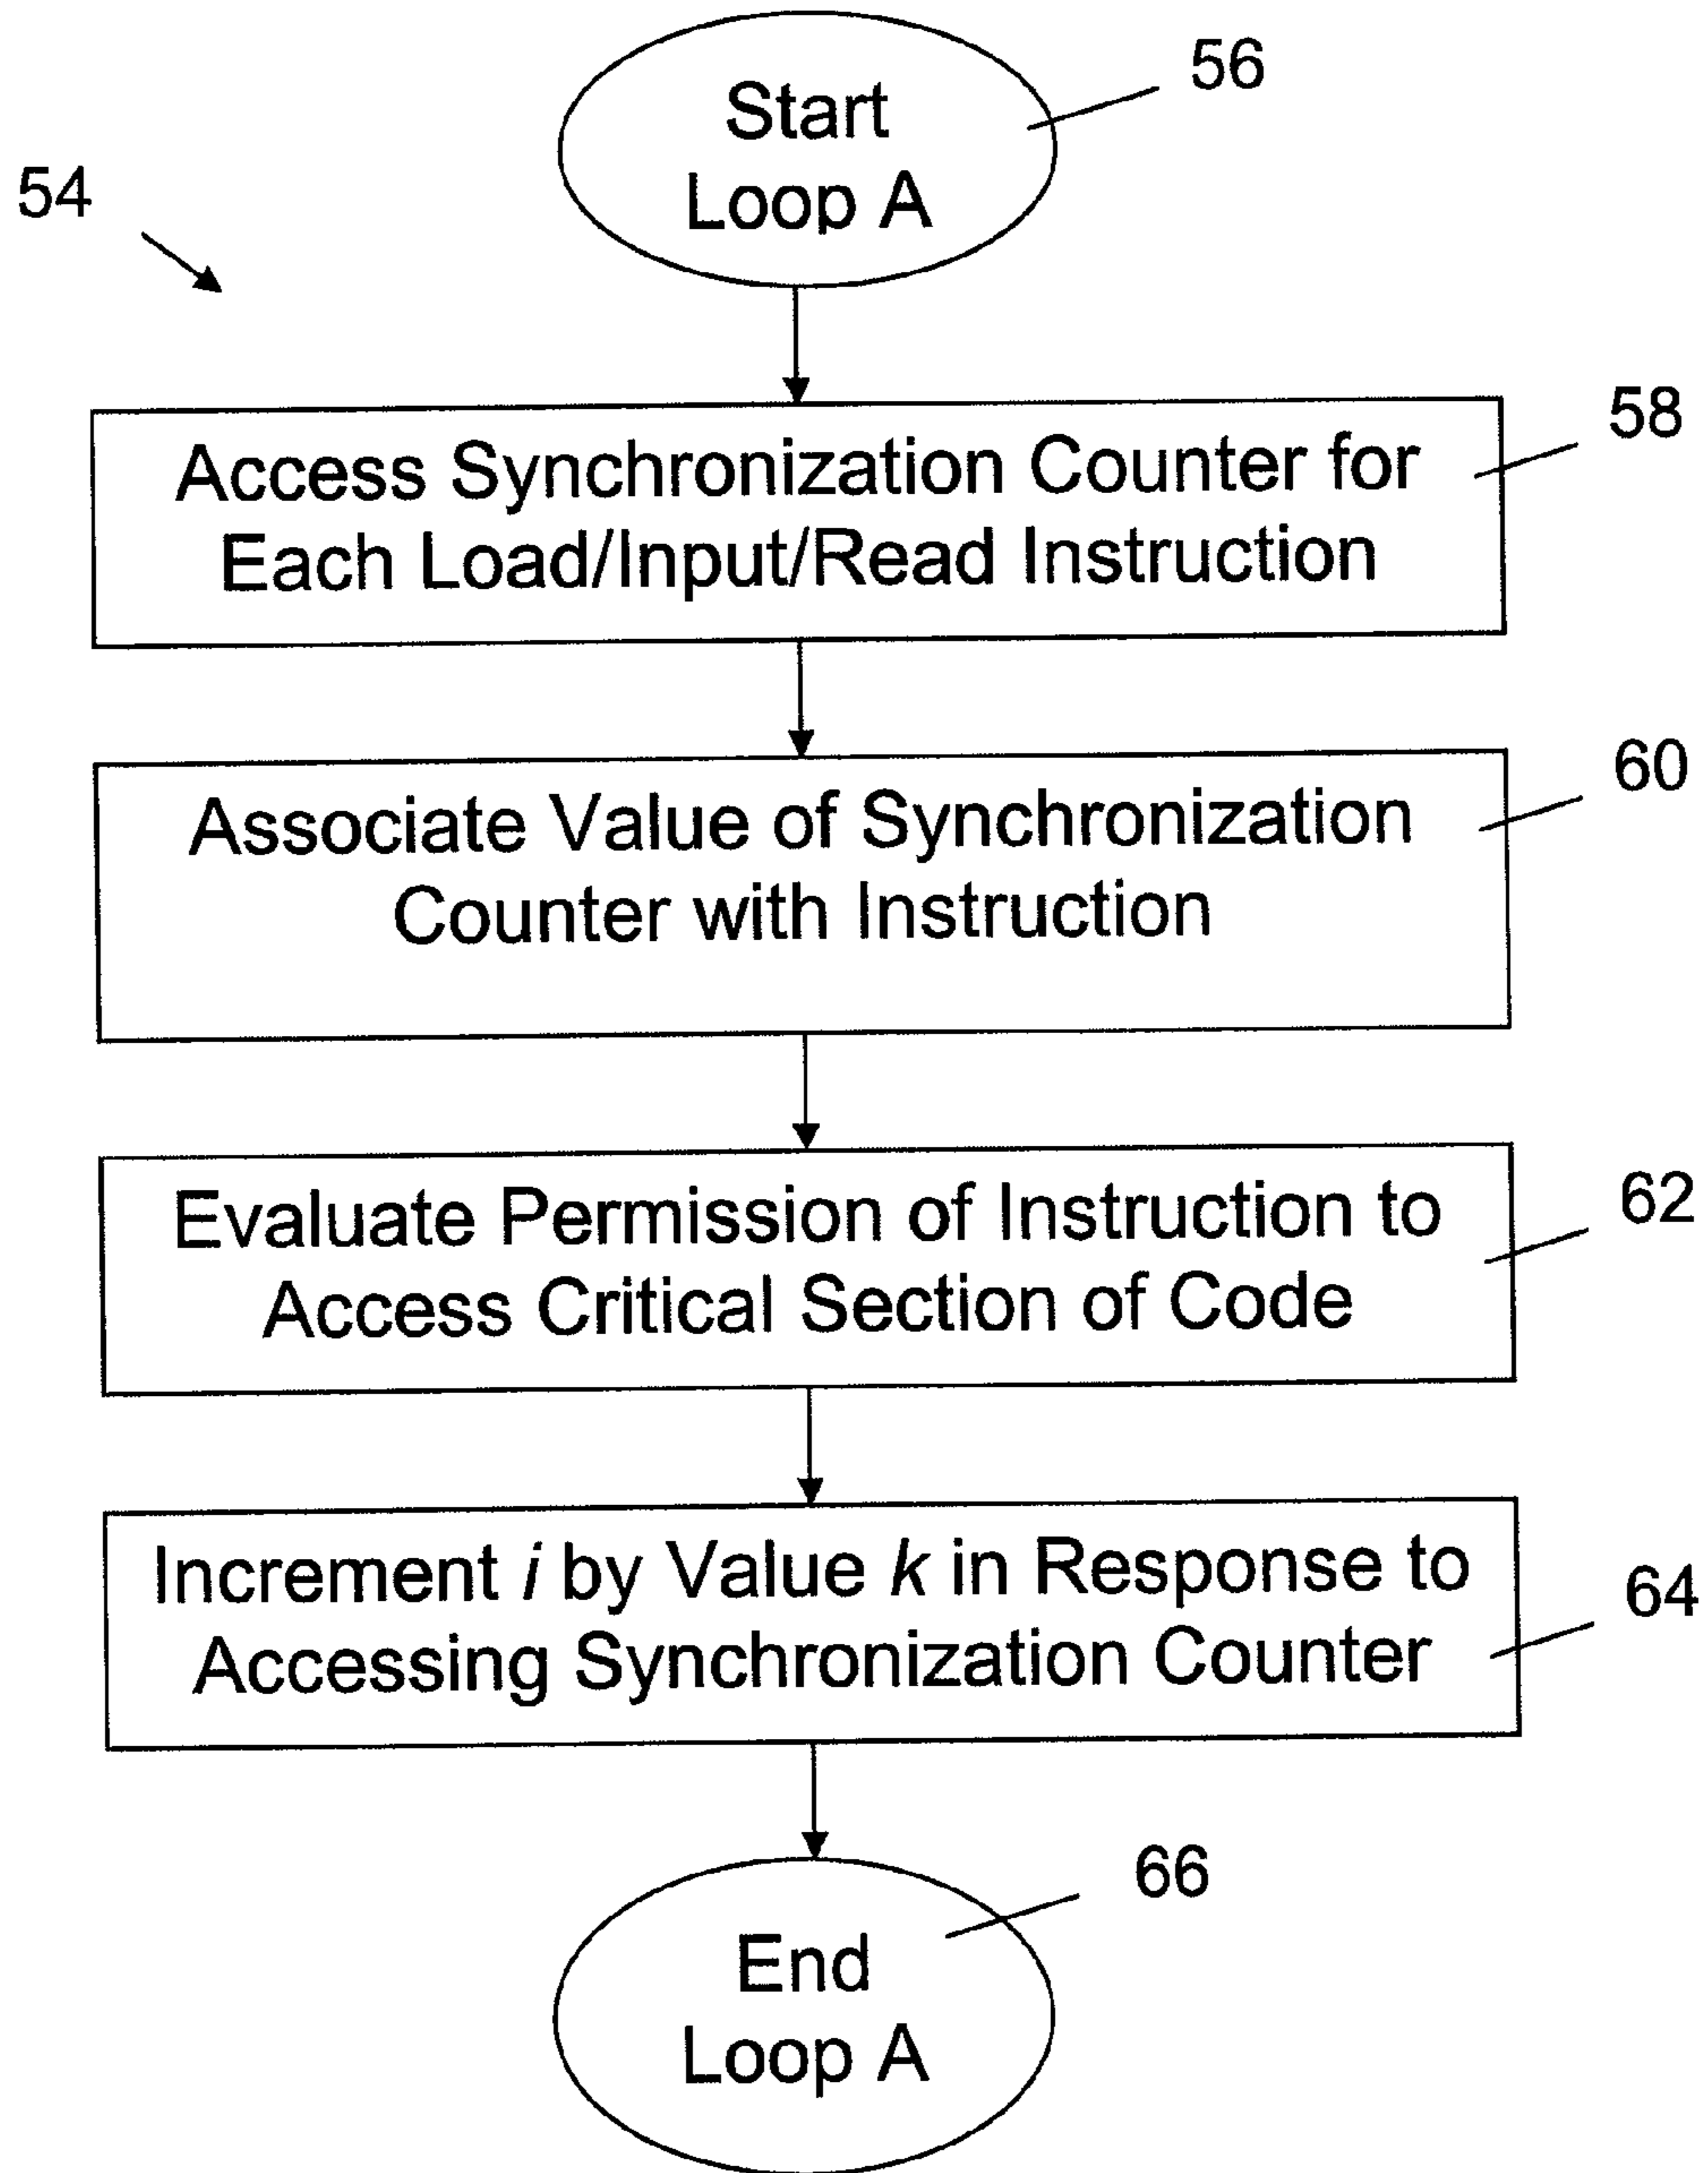 Start
Loop A
56
54
Access Synchronization Counter for
Each Load/Input/Read Instruction
58
Associate Value of Synchronization
Counter with Instruction
60
Evaluate Permission of Instruction to
Access Critical Section of Code
62
Increment i by Value k in Response to
Accessing Synchronization Counter
64
End
Loop A
66